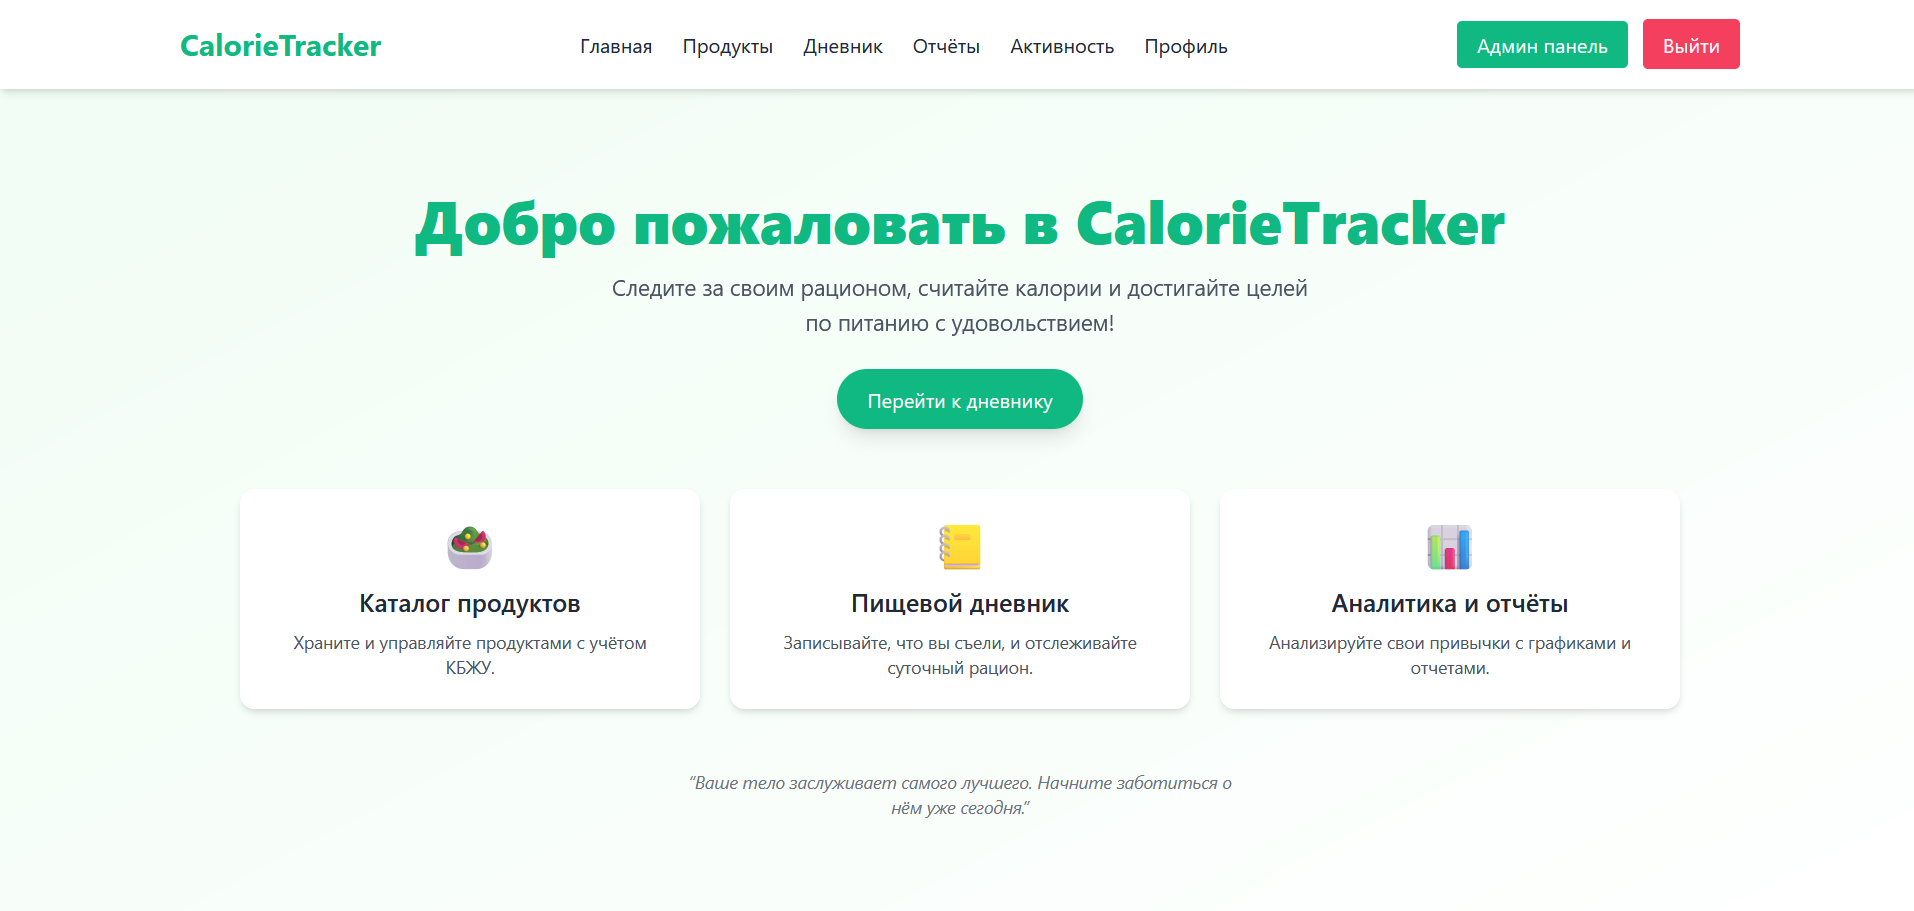 CalorieTracker
Главная Продукты Дневник Отчёты Активность Профиль
Админ панель Выйти
Добро пожаловать в CalorieTracker
Следите за своим рационом, считайте калории и достигайте целей
по питанию с удовольствием!
Перейти к дневнику
Каталог продуктов
Храните и управляйте продуктами с учётом
КБЖУ.
Пищевой дневник
Записывайте, что вы съели, и отслеживайте
суточный рацион.
Аналитика и отчёты
Анализируйте свои привычки с графиками и
отчетами.
“Ваше тело заслуживает самого лучшего. Начните заботиться о
нём уже сегодня.”